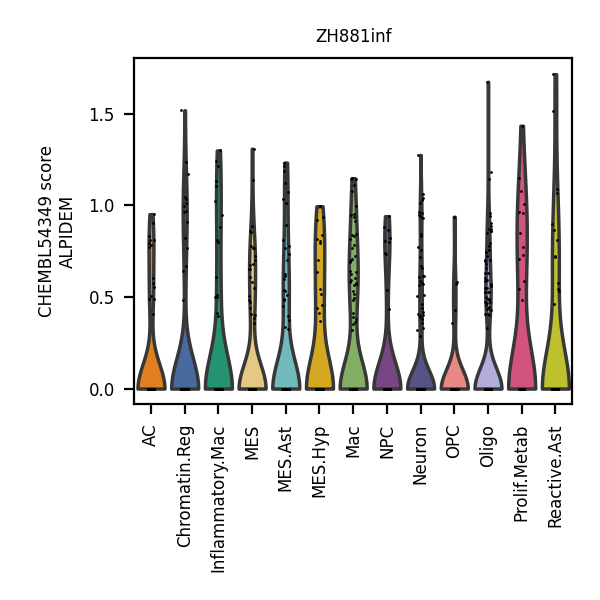 ZH881inf
CHEMBL54349 score
ALPIDEM
1.5
1.0
0.5
0.0
AC
Chromatin.Reg
Inflammatory.Mac
MES
MES.Ast
MES.Hyp
Mac
NPC
Neuron
OPC
Oligo
Prolif.Metab
Reactive.Ast